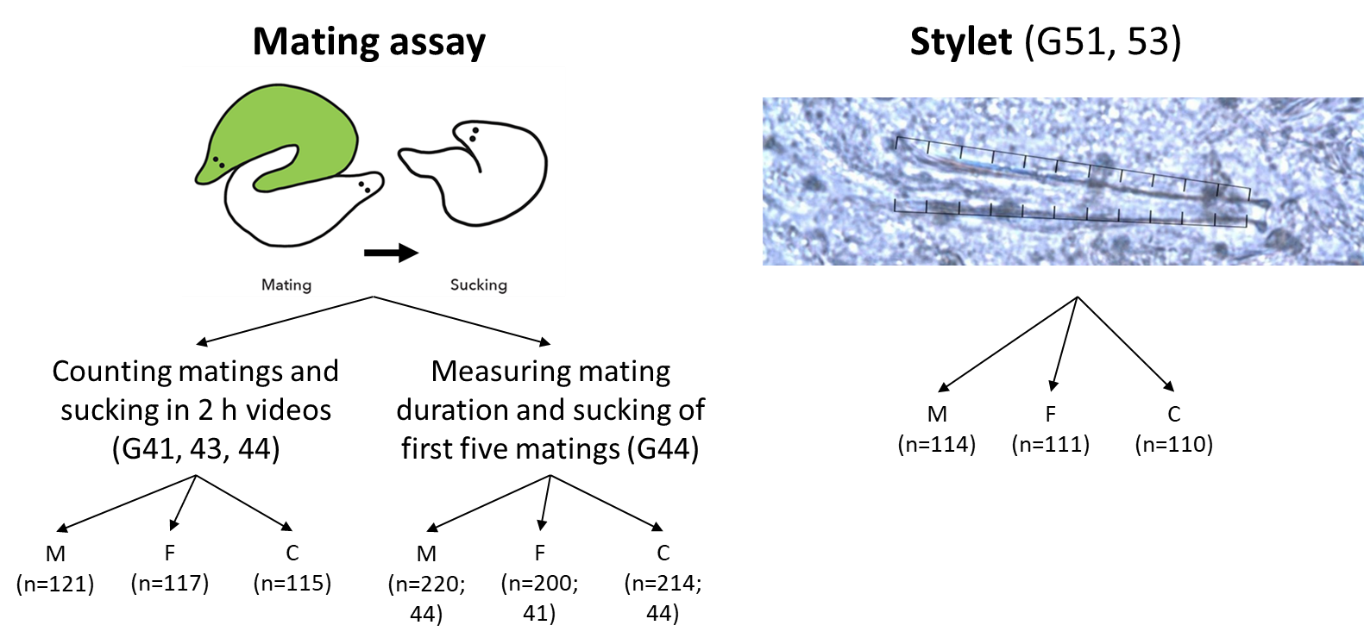 Mating assay
Mating
Sucking
Counting matings and
sucking in 2 h videos
(G41, 43, 44)
M
(n=121)
F
(n=117)
C
(n=115)
Measuring mating
duration and sucking of
first five matings (G44)
M
(n=220;
44)
F
(n=200;
41)
C
(n=214;
44)
Stylet (G51, 53)
M
(n=114)
F
(n=111)
C
(n=110)